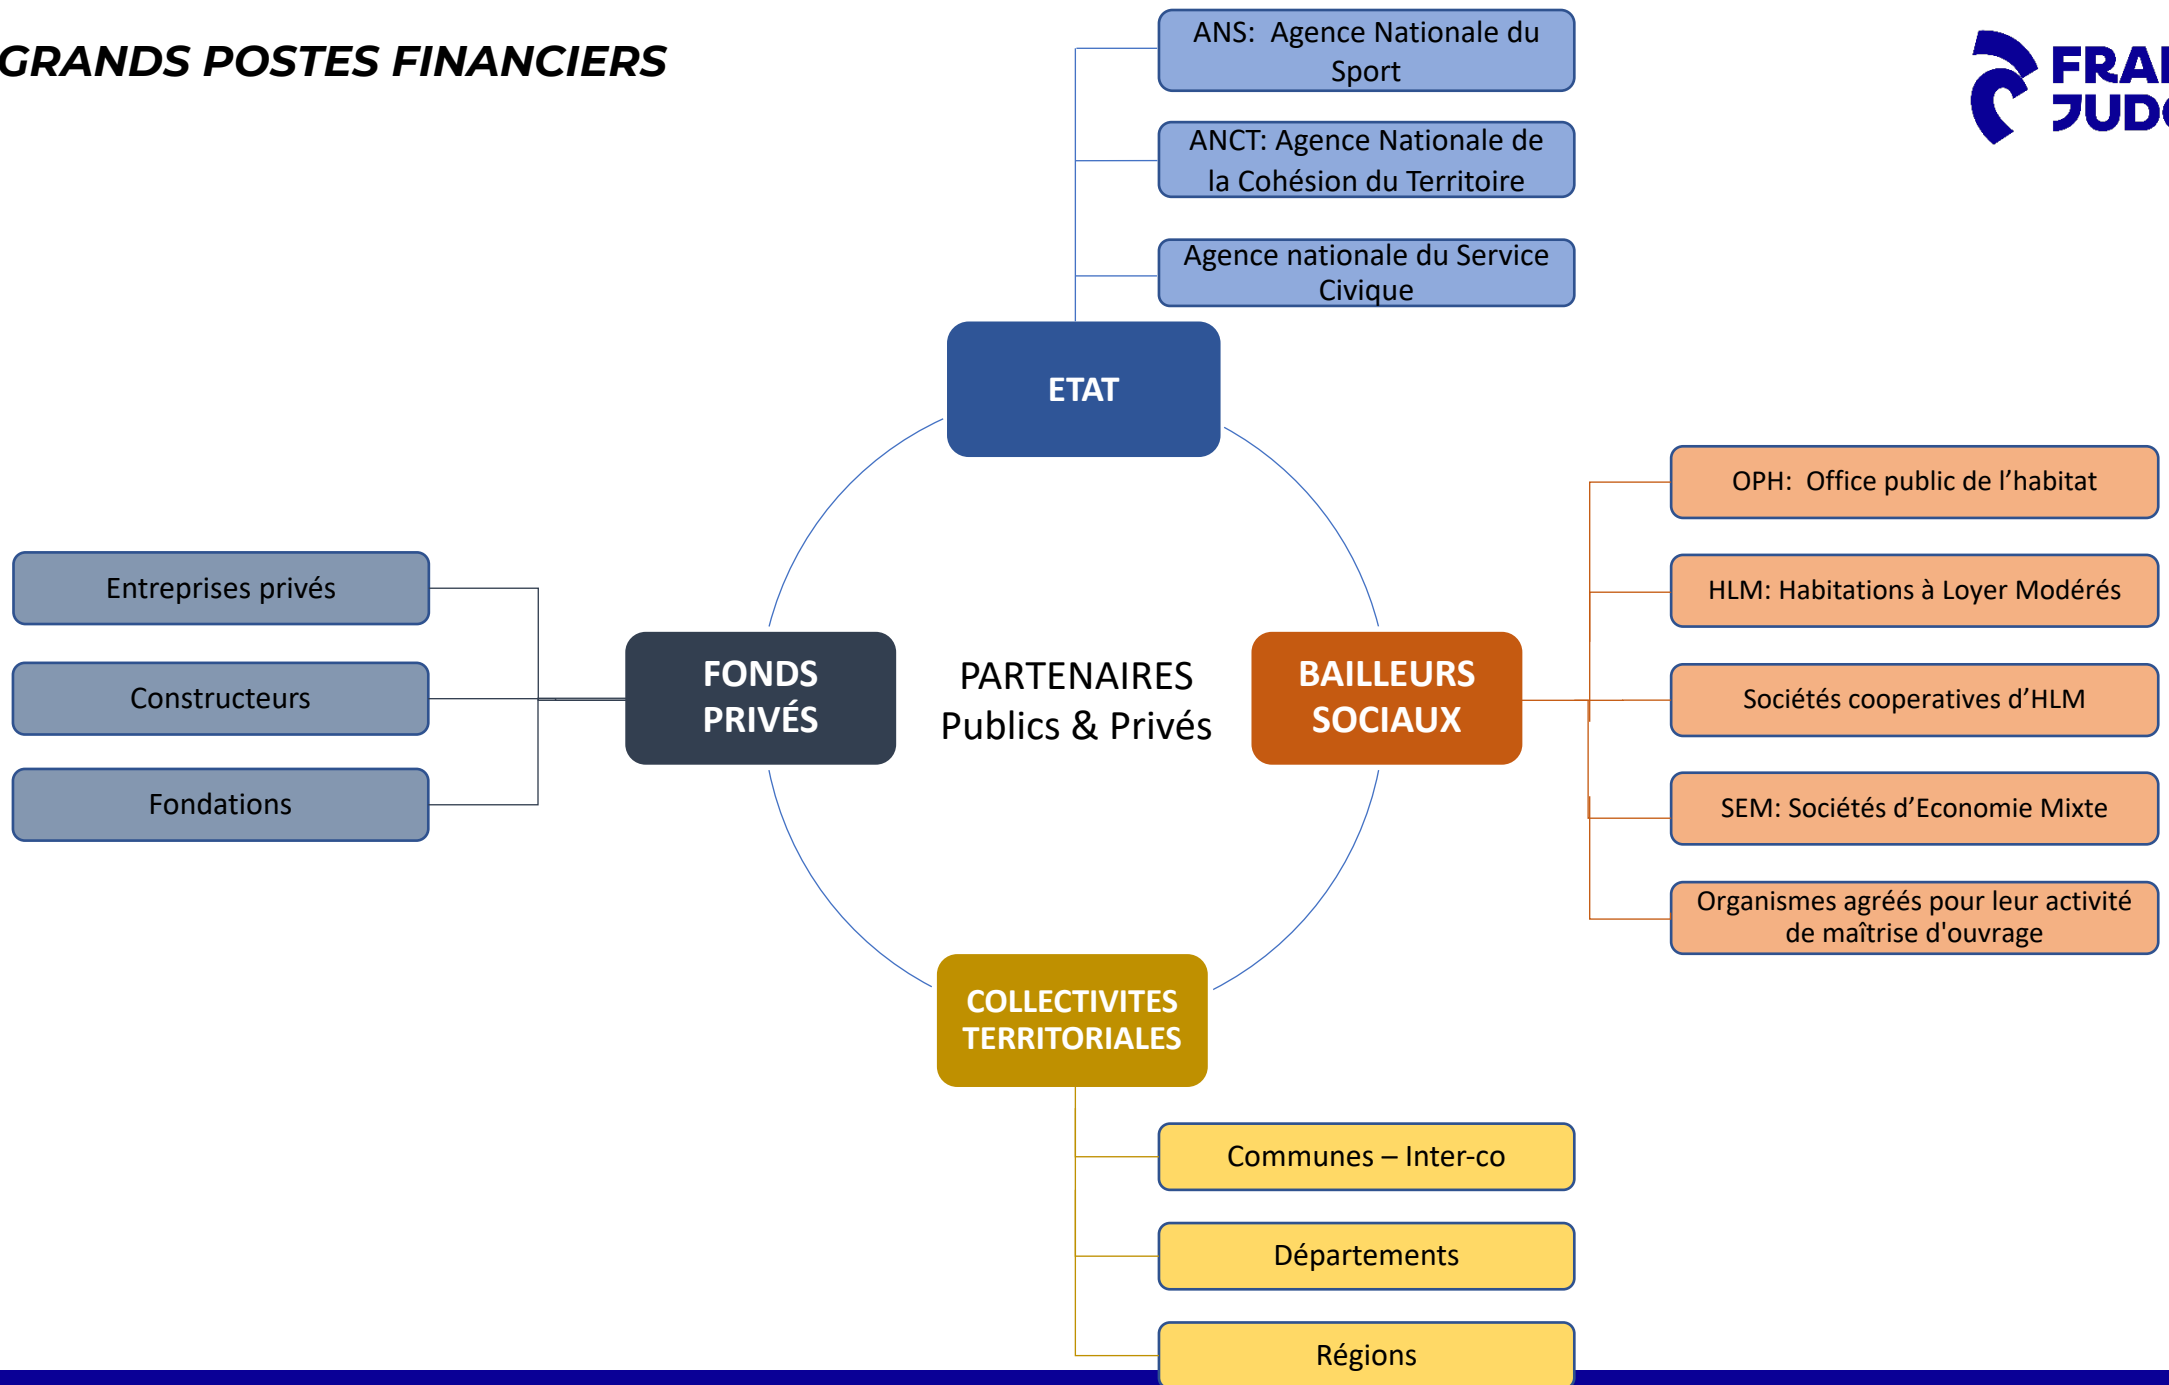 GRANDS POSTES FINANCIERS
ANS: Agence Nationale du
Sport
ANCT: Agence Nationale de
la Cohésion du Territoire
Agence nationale du Service
Civique
ETAT
OPH: Office public de l’habitat
HLM: Habitations à Loyer Modérés
Sociétés cooperatives d’HLM
SEM: Sociétés d’Economie Mixte
Organismes agréés pour leur activité
de maîtrise d'ouvrage
BAILLEURS
SOCIAUX
PARTENAIRES
Publics & Privés
FONDS
PRIVÉS
Entreprises privés
Constructeurs
Fondations
COLLECTIVITES
TERRITORIALES
Communes – Inter-co
Départements
Régions